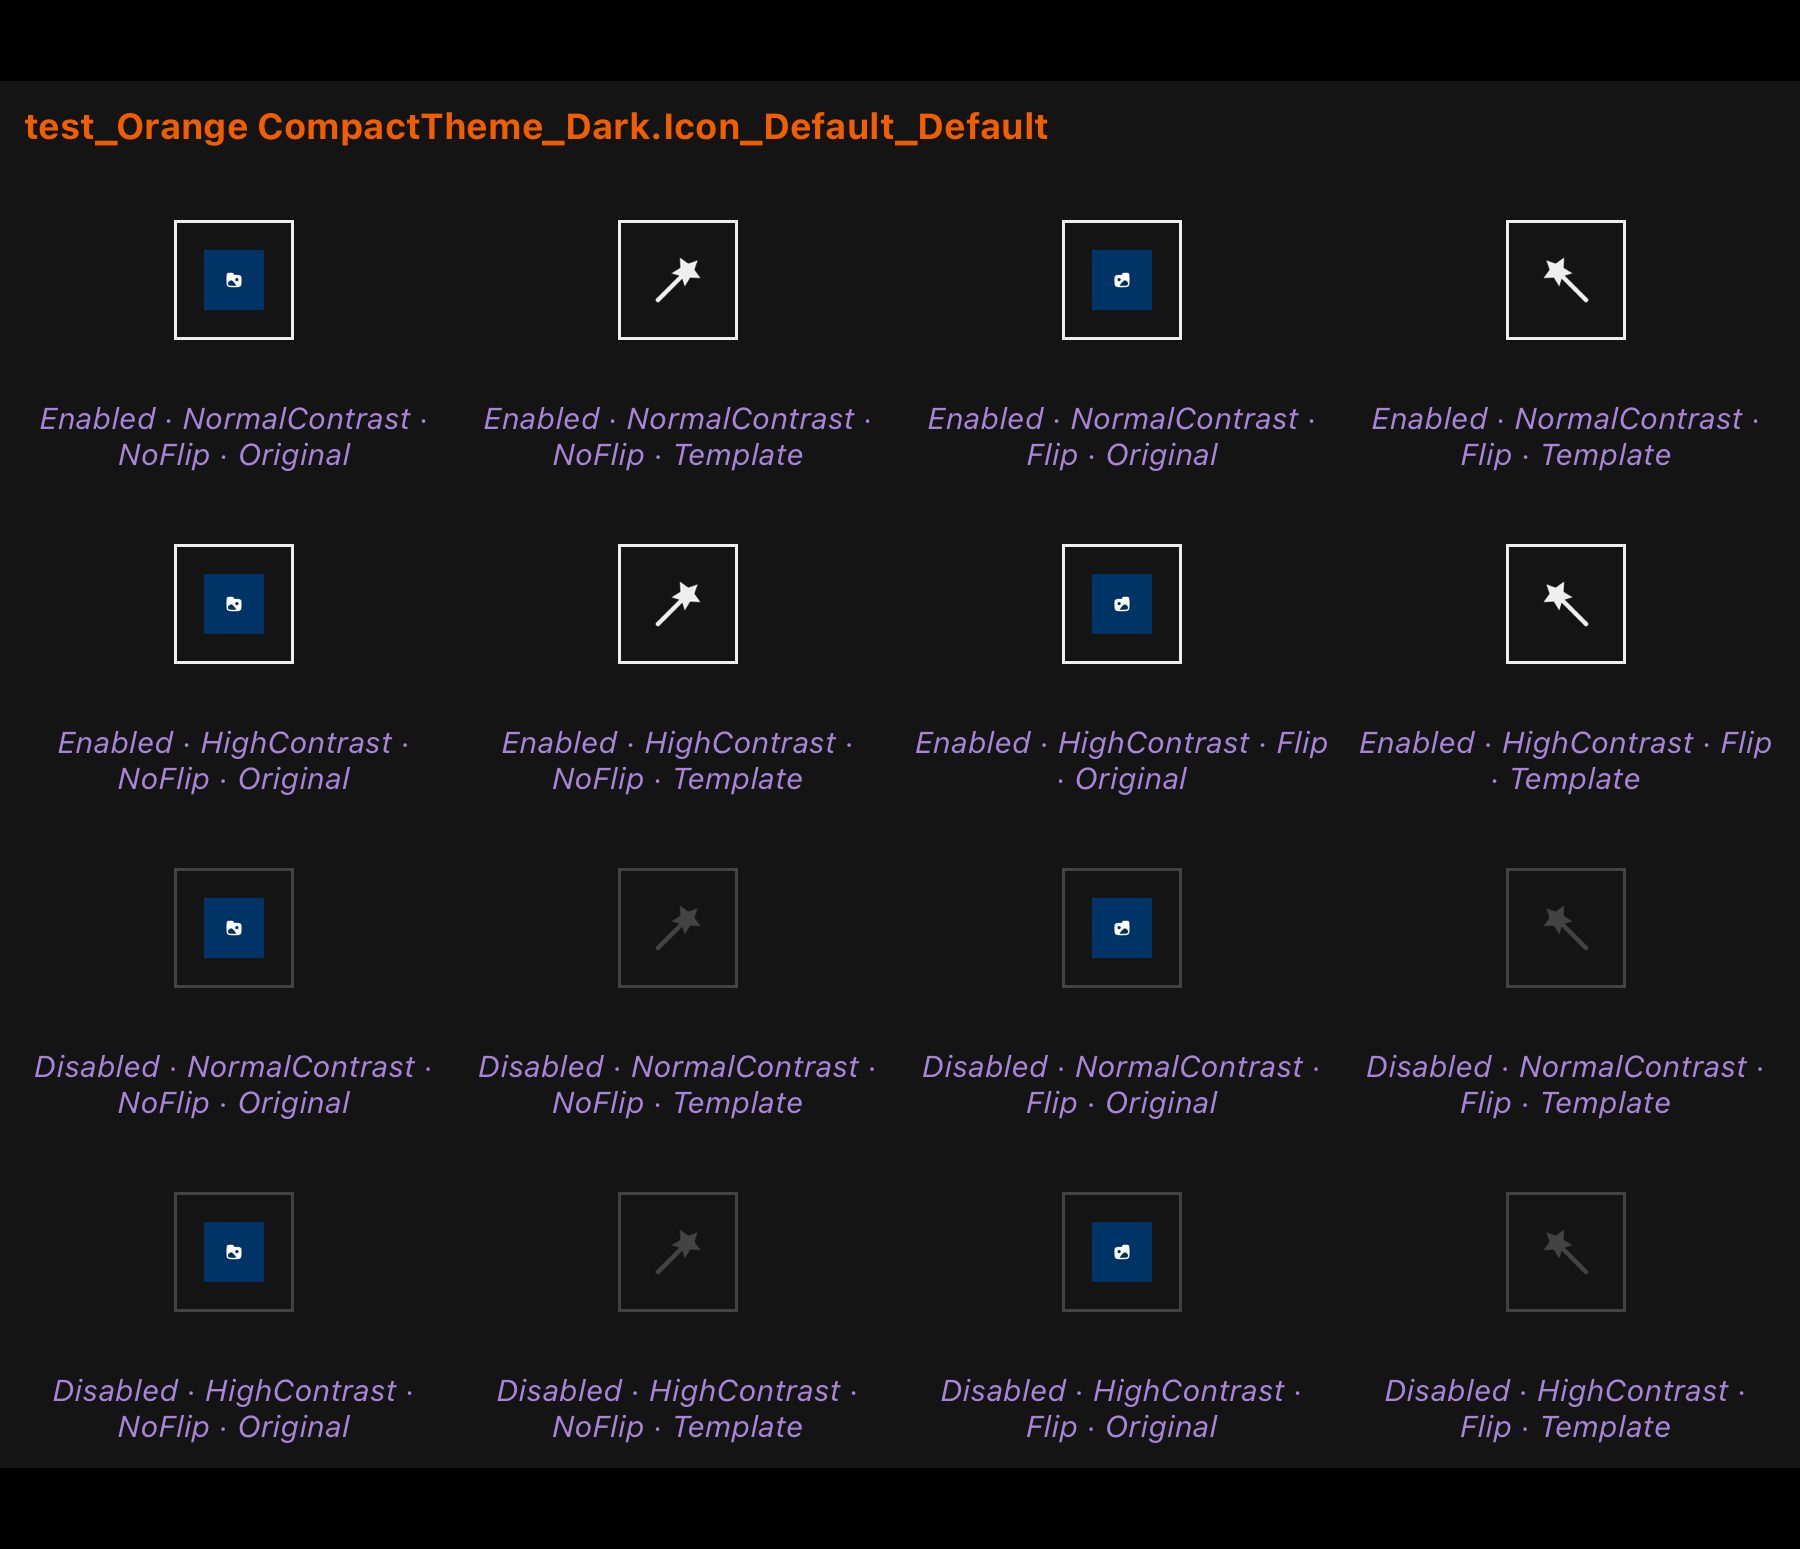 test_Orange CompactTheme_Dark.Icon_Default_Default
Enabled · NormalContrast ·
NoFlip · Original
Enabled · NormalContrast ·
NoFlip · Template
Enabled · NormalContrast ·
Flip · Original
Enabled · NormalContrast ·
Flip · Template
Enabled · HighContrast ·
NoFlip · Original
Enabled · HighContrast ·
NoFlip · Template
Enabled · HighContrast · Flip
· Original
Enabled · HighContrast · Flip
· Template
Disabled · NormalContrast ·
NoFlip · Original
Disabled · NormalContrast ·
NoFlip · Template
Disabled · NormalContrast ·
Flip · Original
Disabled · NormalContrast ·
Flip · Template
Disabled · HighContrast ·
NoFlip · Original
Disabled · HighContrast ·
NoFlip · Template
Disabled · HighContrast ·
Flip · Original
Disabled · HighContrast ·
Flip · Template